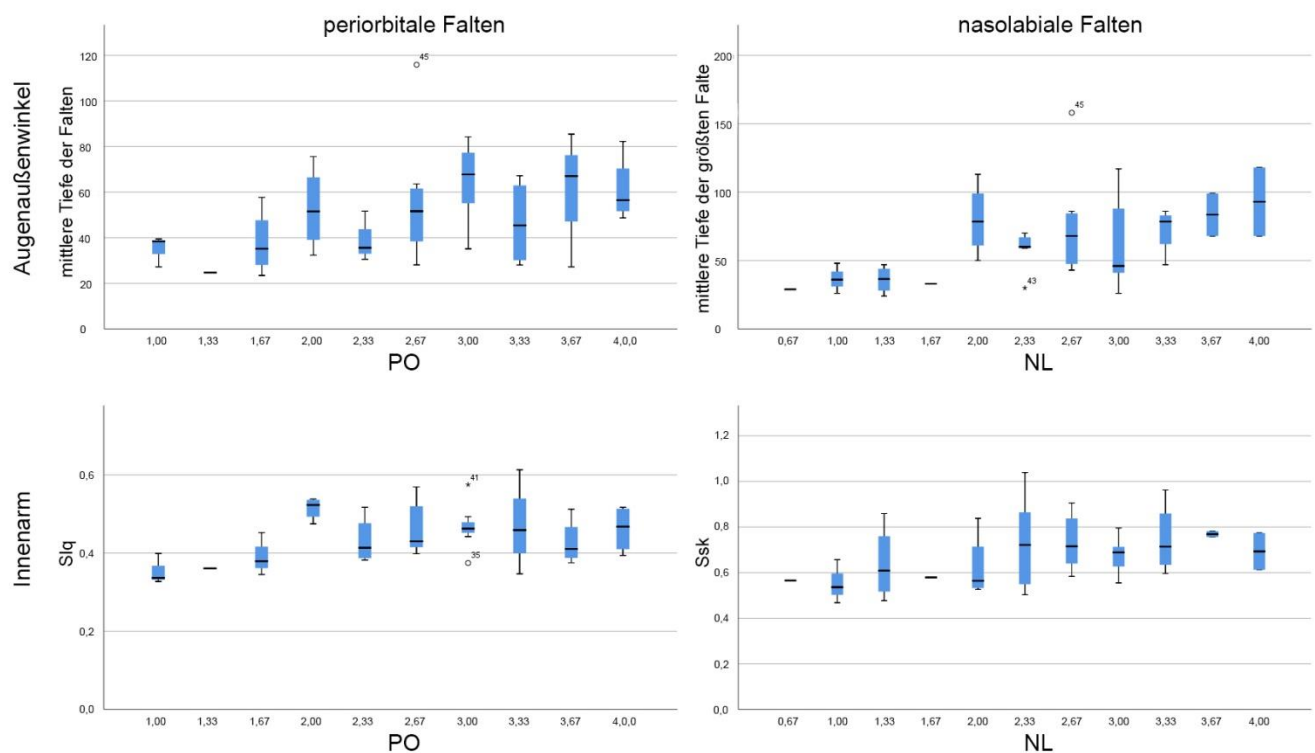 periorbitale Falten
nasolabiale Falten
Augenaußenwinkel
mittlere Tiefe der Falten
120
100
80
60
40
20
0
45
1,00 1,33 1,67 2,00 2,33 2,67 3,00 3,33 3,67 4,0,0
PO
mittlere Tiefe der größten Falte
200
150
100
50
0
45
43
0,67 1,00 1,33 1,67 2,00 2,33 2,67 3,00 3,33 3,67 4,00
NL
Innenarm
Slq
0,6
0,4
0,2
0,0
41
35
1,00 1,33 1,67 2,00 2,33 2,67 3,00 3,33 3,67 4,0,0
PO
Ssk
1,2
1,0
0,8
0,6
0,4
0,2
0,0
0,67 1,00 1,33 1,67 2,00 2,33 2,67 3,00 3,33 3,67 4,00
NL